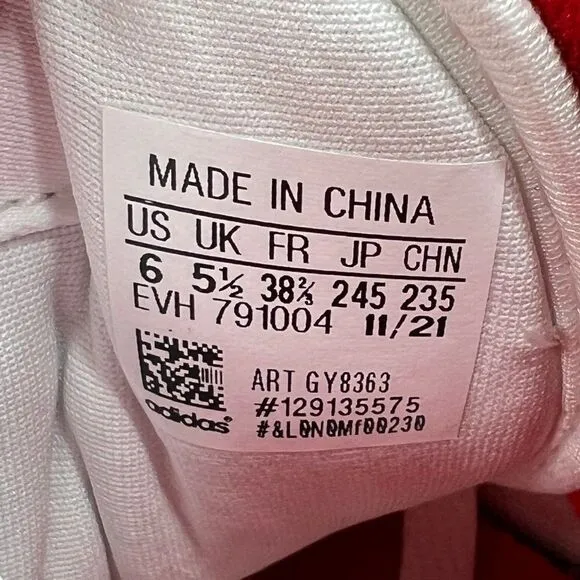 MADE IN CHINA
US UK FR JP CHN
6 5½ 38⅔ 245 235
EVH 791004 11/21
ART GY8363
#129135575
adidas®
#&L0N0Mf00230